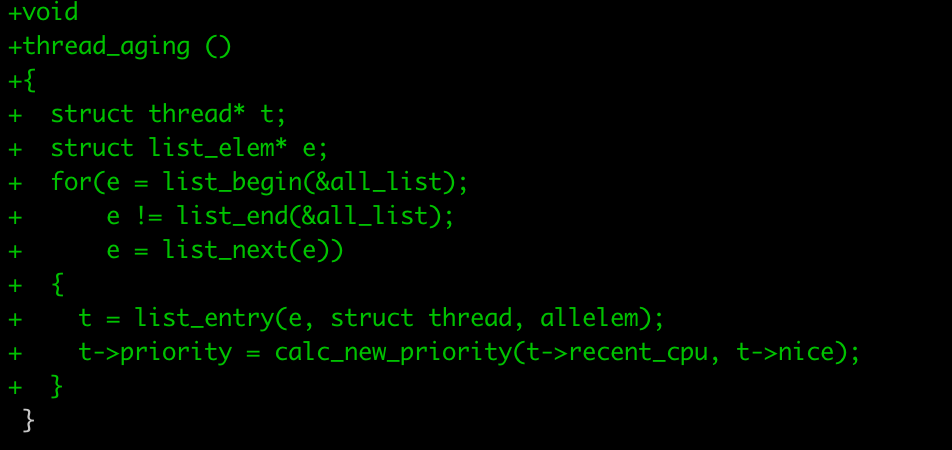 +void
+thread_aging ()
+{
+  struct thread* t;
+  struct list_elem* e;
+  for(e = list_begin(&all_list);
+      e != list_end(&all_list);
+      e = list_next(e))
+  {
+    t = list_entry(e, struct thread, allelem);
+    t->priority = calc_new_priority(t->recent_cpu, t->nice);
+  }
 }